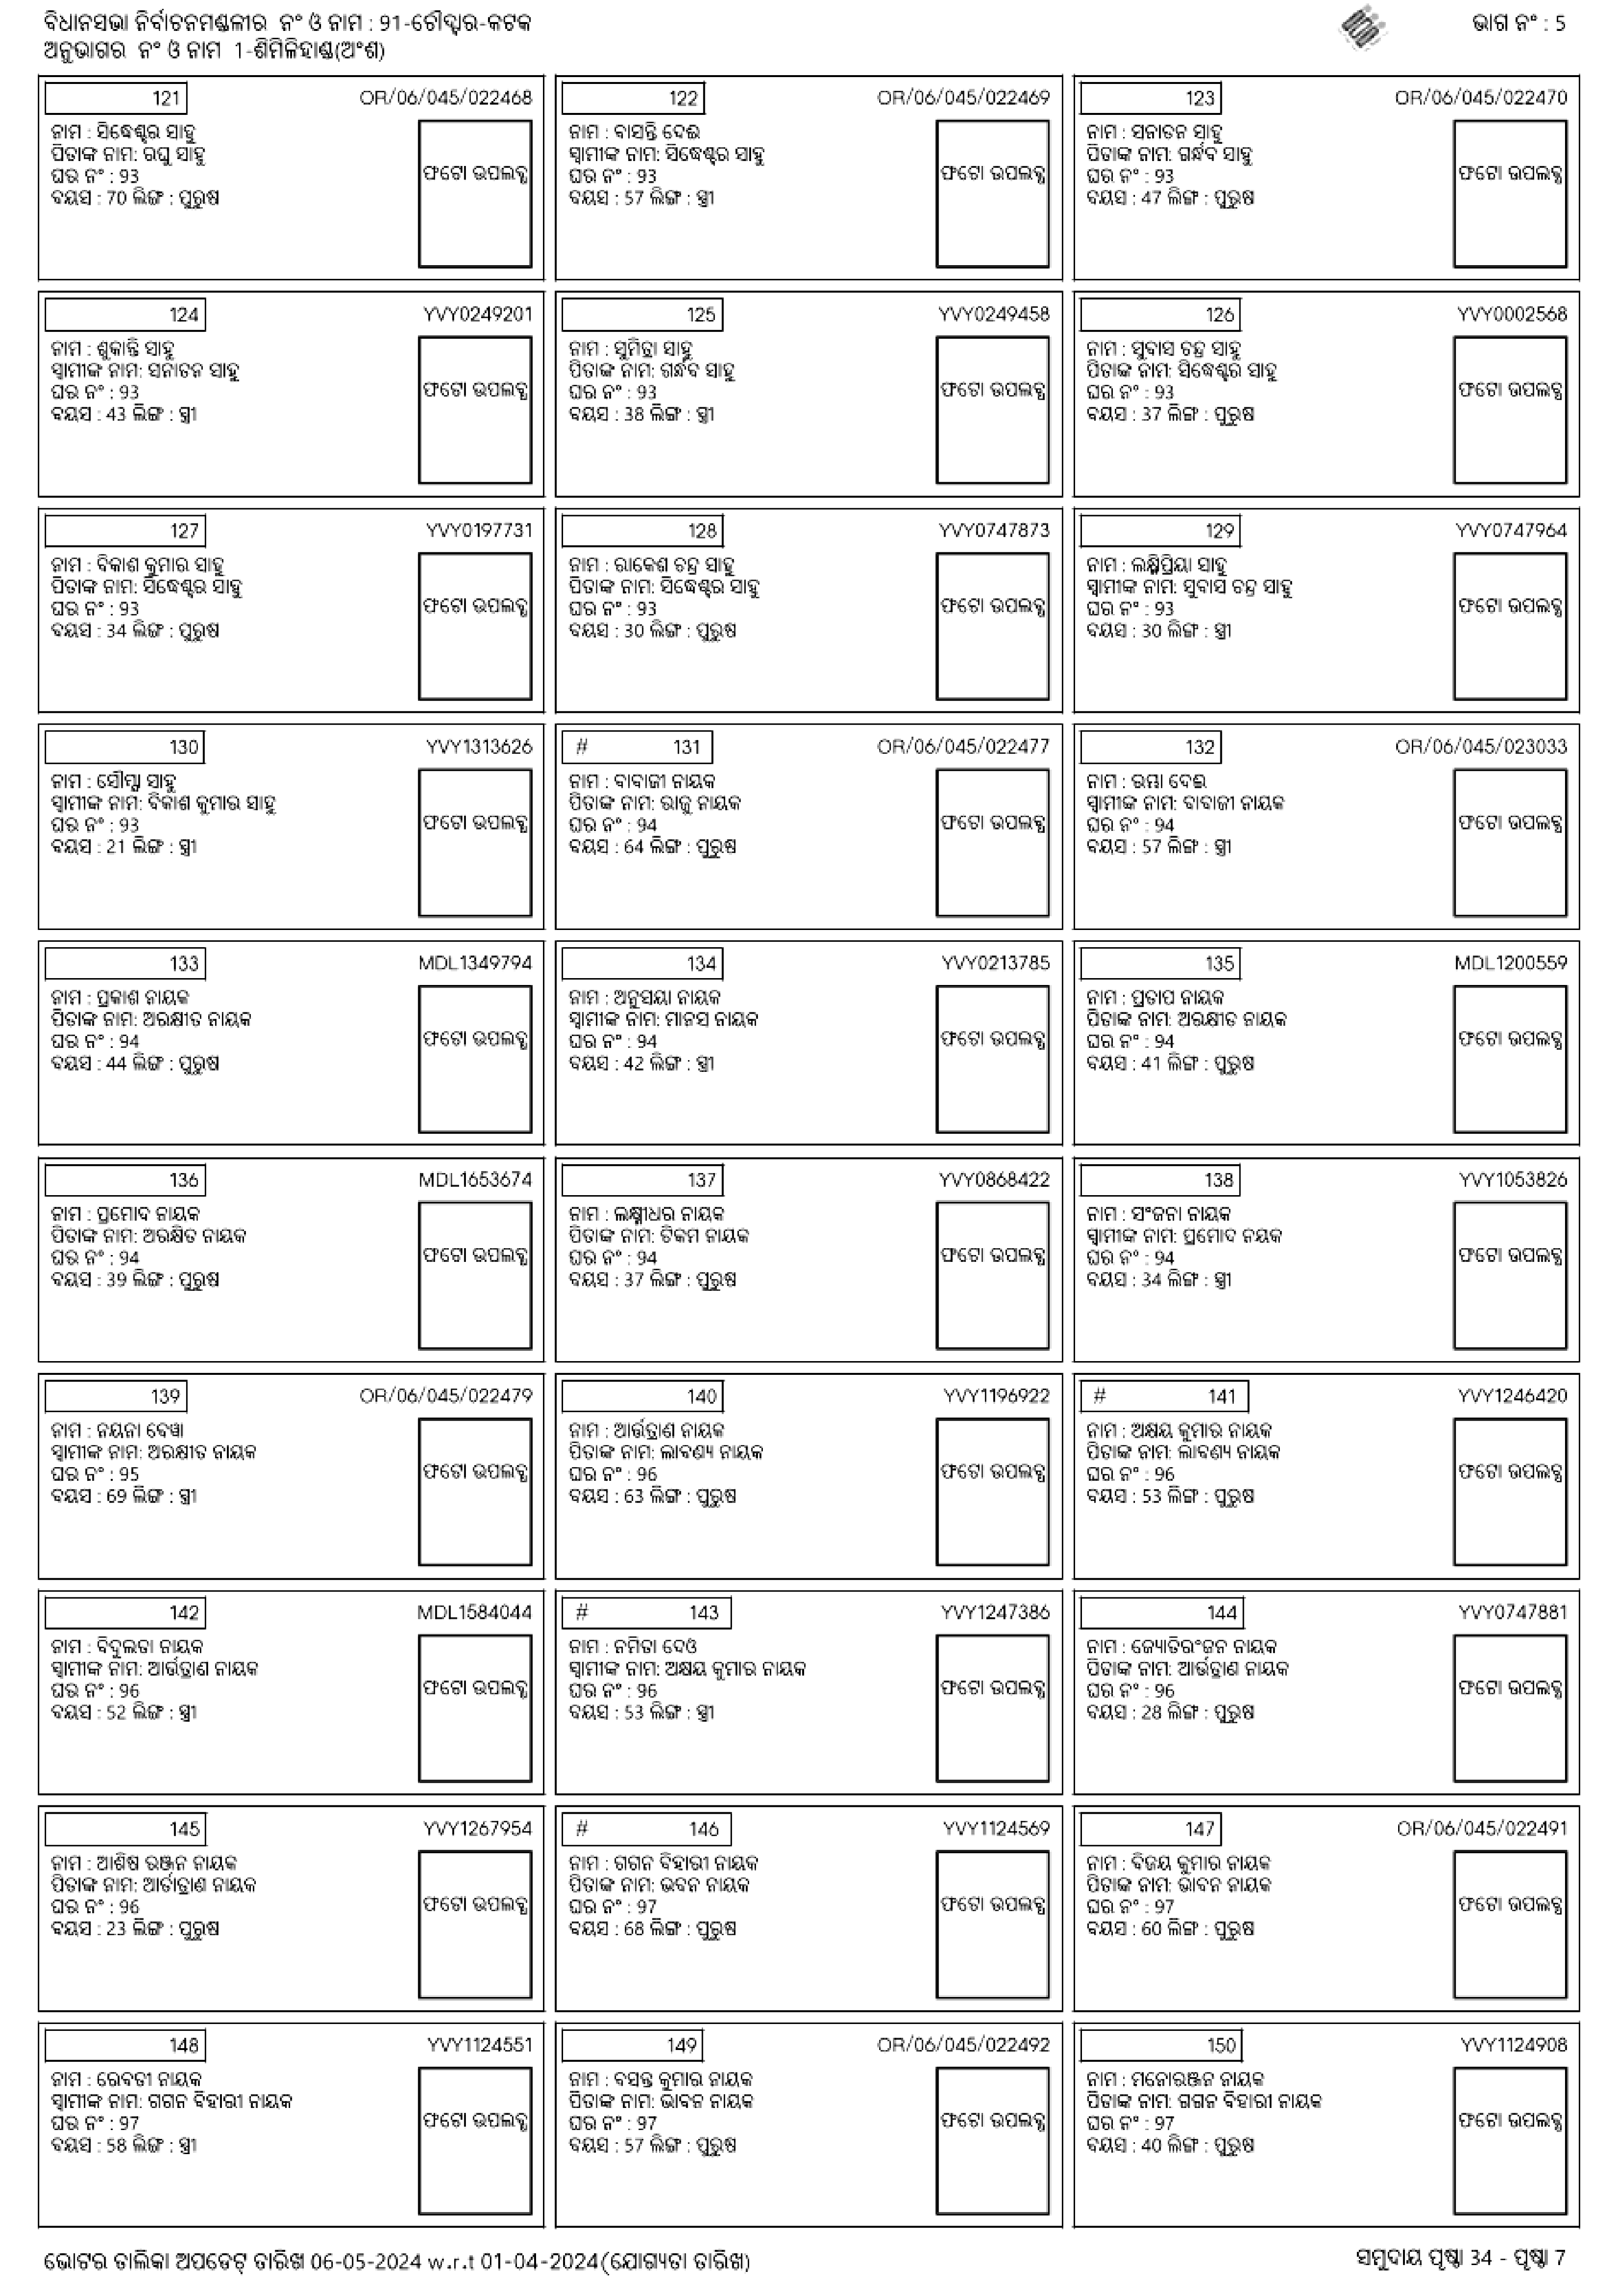 ବିଧାନସଭା ନିର୍ବାଚନମଣ୍ଡଳୀର ନଂ ଓ ନାମ : 91-ଚୌଦ୍ୱାର-କଟକ
ଭାଗ ନଂ : 5
ଅନୁଭାଗର ନଂ ଓ ନାମ 1-ଶିମିଳିହାଣ୍ଡ(ଅଂଶ)
121 OR/06/045/022468
ନାମ : ସିଦ୍ଧେଶ୍ୱର ସାହୁ
ପିତାଙ୍କ ନାମ: ରଘୁ ସାହୁ
ଘର ନଂ : 93
ବୟସ : 70 ଲିଙ୍ଗ : ପୁରୁଷ
ଫଟୋ ଉପଲବ୍ଧ
122 OR/06/045/022469
ନାମ : ବାସନ୍ତି ଦେଈ
ସ୍ୱାମୀଙ୍କ ନାମ: ସିଦ୍ଧେଶ୍ୱର ସାହୁ
ଘର ନଂ : 93
ବୟସ : 57 ଲିଙ୍ଗ : ସ୍ତ୍ରୀ
ଫଟୋ ଉପଲବ୍ଧ
123 OR/06/045/022470
ନାମ : ସନାତନ ସାହୁ
ପିତାଙ୍କ ନାମ: ଗର୍ନ୍ଧବ ସାହୁ
ଘର ନଂ : 93
ବୟସ : 47 ଲିଙ୍ଗ : ପୁରୁଷ
ଫଟୋ ଉପଲବ୍ଧ
124 YVY0249201
ନାମ : ଶୁକାନ୍ତି ସାହୁ
ସ୍ୱାମୀଙ୍କ ନାମ: ସନାତନ ସାହୁ
ଘର ନଂ : 93
ବୟସ : 43 ଲିଙ୍ଗ : ସ୍ତ୍ରୀ
ଫଟୋ ଉପଲବ୍ଧ
125 YVY0249458
ନାମ : ସୁମିତ୍ରା ସାହୁ
ପିତାଙ୍କ ନାମ: ଗର୍ନ୍ଧବ ସାହୁ
ଘର ନଂ : 93
ବୟସ : 38 ଲିଙ୍ଗ : ସ୍ତ୍ରୀ
ଫଟୋ ଉପଲବ୍ଧ
126 YVY0002568
ନାମ : ସୁବାସ ଚନ୍ଦ୍ର ସାହୁ
ପିତାଙ୍କ ନାମ: ସିଦ୍ଧେଶ୍ୱର ସାହୁ
ଘର ନଂ : 93
ବୟସ : 37 ଲିଙ୍ଗ : ପୁରୁଷ
ଫଟୋ ଉପଲବ୍ଧ
127 YVY0197731
ନାମ : ବିକାଶ କୁମାର ସାହୁ
ପିତାଙ୍କ ନାମ: ସିଦ୍ଧେଶ୍ୱର ସାହୁ
ଘର ନଂ : 93
ବୟସ : 34 ଲିଙ୍ଗ : ପୁରୁଷ
ଫଟୋ ଉପଲବ୍ଧ
128 YVY0747873
ନାମ : ରାକେଶ ଚନ୍ଦ୍ର ସାହୁ
ପିତାଙ୍କ ନାମ: ସିଦ୍ଧେଶ୍ୱର ସାହୁ
ଘର ନଂ : 93
ବୟସ : 30 ଲିଙ୍ଗ : ପୁରୁଷ
ଫଟୋ ଉପଲବ୍ଧ
129 YVY0747964
ନାମ : ଲକ୍ଷ୍ମିପ୍ରିୟା ସାହୁ
ସ୍ୱାମୀଙ୍କ ନାମ: ସୁବାସ ଚନ୍ଦ୍ର ସାହୁ
ଘର ନଂ : 93
ବୟସ : 30 ଲିଙ୍ଗ : ସ୍ତ୍ରୀ
ଫଟୋ ଉପଲବ୍ଧ
130 YVY1313626
ନାମ : ସୌମ୍ଯା ସାହୁ
ସ୍ୱାମୀଙ୍କ ନାମ: ବିକାଶ କୁମାର ସାହୁ
ଘର ନଂ : 93
ବୟସ : 21 ଲିଙ୍ଗ : ସ୍ତ୍ରୀ
ଫଟୋ ଉପଲବ୍ଧ
# 131 OR/06/045/022477
ନାମ : ବାବାଜୀ ନାୟକ
ପିତାଙ୍କ ନାମ: ରାଜୁ ନାୟକ
ଘର ନଂ : 94
ବୟସ : 64 ଲିଙ୍ଗ : ପୁରୁଷ
ଫଟୋ ଉପଲବ୍ଧ
132 OR/06/045/023033
ନାମ : ରମ୍ଭା ଦେଈ
ସ୍ୱାମୀଙ୍କ ନାମ: ବାବାଜୀ ନାୟକ
ଘର ନଂ : 94
ବୟସ : 57 ଲିଙ୍ଗ : ସ୍ତ୍ରୀ
ଫଟୋ ଉପଲବ୍ଧ
133 MDL1349794
ନାମ : ପ୍ରକାଶ ନାୟକ
ପିତାଙ୍କ ନାମ: ଅରକ୍ଷୀତ ନାୟକ
ଘର ନଂ : 94
ବୟସ : 44 ଲିଙ୍ଗ : ପୁରୁଷ
ଫଟୋ ଉପଲବ୍ଧ
134 YVY0213785
ନାମ : ଅନୁସୟା ନାୟକ
ସ୍ୱାମୀଙ୍କ ନାମ: ମାନସ ନାୟକ
ଘର ନଂ : 94
ବୟସ : 42 ଲିଙ୍ଗ : ସ୍ତ୍ରୀ
ଫଟୋ ଉପଲବ୍ଧ
135 MDL1200559
ନାମ : ପ୍ରତାପ ନାୟକ
ପିତାଙ୍କ ନାମ: ଅରକ୍ଷୀତ ନାୟକ
ଘର ନଂ : 94
ବୟସ : 41 ଲିଙ୍ଗ : ପୁରୁଷ
ଫଟୋ ଉପଲବ୍ଧ
136 MDL1653674
ନାମ : ପ୍ରମୋଦ ନାୟକ
ପିତାଙ୍କ ନାମ: ଅରକ୍ଷିତ ନାୟକ
ଘର ନଂ : 94
ବୟସ : 39 ଲିଙ୍ଗ : ପୁରୁଷ
ଫଟୋ ଉପଲବ୍ଧ
137 YVY0868422
ନାମ : ଲକ୍ଷ୍ମୀଧର ନାୟକ
ପିତାଙ୍କ ନାମ: ଟିକମ ନାୟକ
ଘର ନଂ : 94
ବୟସ : 37 ଲିଙ୍ଗ : ପୁରୁଷ
ଫଟୋ ଉପଲବ୍ଧ
138 YVY1053826
ନାମ : ସଂଜନା ନାୟକ
ସ୍ୱାମୀଙ୍କ ନାମ: ପ୍ରମୋଦ ନୟକ
ଘର ନଂ : 94
ବୟସ : 34 ଲିଙ୍ଗ : ସ୍ତ୍ରୀ
ଫଟୋ ଉପଲବ୍ଧ
139 OR/06/045/022479
ନାମ : ନୟନା ବେୱା
ସ୍ୱାମୀଙ୍କ ନାମ: ଅରକ୍ଷୀତ ନାୟକ
ଘର ନଂ : 95
ବୟସ : 69 ଲିଙ୍ଗ : ସ୍ତ୍ରୀ
ଫଟୋ ଉପଲବ୍ଧ
140 YVY1196922
ନାମ : ଆର୍ତ୍ତତ୍ରାଣ ନାୟକ
ପିତାଙ୍କ ନାମ: ଲାବଣ୍ୟ ନାୟକ
ଘର ନଂ : 96
ବୟସ : 63 ଲିଙ୍ଗ : ପୁରୁଷ
ଫଟୋ ଉପଲବ୍ଧ
# 141 YVY1246420
ନାମ : ଅକ୍ଷୟ କୁମାର ନାୟକ
ପିତାଙ୍କ ନାମ: ଲାବଣ୍ୟ ନାୟକ
ଘର ନଂ : 96
ବୟସ : 53 ଲିଙ୍ଗ : ପୁରୁଷ
ଫଟୋ ଉପଲବ୍ଧ
142 MDL1584044
ନାମ : ବିଦୁଲତା ନାୟକ
ସ୍ୱାମୀଙ୍କ ନାମ: ଆର୍ତ୍ତତ୍ରାଣ ନାୟକ
ଘର ନଂ : 96
ବୟସ : 52 ଲିଙ୍ଗ : ସ୍ତ୍ରୀ
ଫଟୋ ଉପଲବ୍ଧ
# 143 YVY1247386
ନାମ : ନମିତା ଦେଓ
ସ୍ୱାମୀଙ୍କ ନାମ: ଅକ୍ଷୟ କୁମାର ନାୟକ
ଘର ନଂ : 96
ବୟସ : 53 ଲିଙ୍ଗ : ସ୍ତ୍ରୀ
ଫଟୋ ଉପଲବ୍ଧ
144 YVY0747881
ନାମ : ଜ୍ୟୋତିରଂଜନ ନାୟକ
ପିତାଙ୍କ ନାମ: ଆର୍ତତ୍ରାଣ ନାୟକ
ଘର ନଂ : 96
ବୟସ : 28 ଲିଙ୍ଗ : ପୁରୁଷ
ଫଟୋ ଉପଲବ୍ଧ
145 YVY1267954
ନାମ : ଆଶିଷ ରଞ୍ଜନ ନାୟକ
ପିତାଙ୍କ ନାମ: ଆର୍ତାତ୍ରାଣ ନାୟକ
ଘର ନଂ : 96
ବୟସ : 23 ଲିଙ୍ଗ : ପୁରୁଷ
ଫଟୋ ଉପଲବ୍ଧ
# 146 YVY1124569
ନାମ : ଗଗନ ବିହାରୀ ନାୟକ
ପିତାଙ୍କ ନାମ: ଭବନ ନାୟକ
ଘର ନଂ : 97
ବୟସ : 68 ଲିଙ୍ଗ : ପୁରୁଷ
ଫଟୋ ଉପଲବ୍ଧ
147 OR/06/045/022491
ନାମ : ବିଜୟ କୁମାର ନାୟକ
ପିତାଙ୍କ ନାମ: ଭାବନ ନାୟକ
ଘର ନଂ : 97
ବୟସ : 60 ଲିଙ୍ଗ : ପୁରୁଷ
ଫଟୋ ଉପଲବ୍ଧ
148 YVY1124551
ନାମ : ରେବତୀ ନାୟକ
ସ୍ୱାମୀଙ୍କ ନାମ: ଗଗନ ବିହାରୀ ନାୟକ
ଘର ନଂ : 97
ବୟସ : 58 ଲିଙ୍ଗ : ସ୍ତ୍ରୀ
ଫଟୋ ଉପଲବ୍ଧ
149 OR/06/045/022492
ନାମ : ବସନ୍ତ କୁମାର ନାୟକ
ପିତାଙ୍କ ନାମ: ଭାବନ ନାୟକ
ଘର ନଂ : 97
ବୟସ : 57 ଲିଙ୍ଗ : ପୁରୁଷ
ଫଟୋ ଉପଲବ୍ଧ
150 YVY1124908
ନାମ : ମନୋରଞ୍ଜନ ନାୟକ
ପିତାଙ୍କ ନାମ: ଗଗନ ବିହାରୀ ନାୟକ
ଘର ନଂ : 97
ବୟସ : 40 ଲିଙ୍ଗ : ପୁରୁଷ
ଫଟୋ ଉପଲବ୍ଧ
ଭୋଟର ତାଲିକା ଅପଡେଟ୍ ତାରିଖ 06-05-2024 w.r.t 01-04-2024(ଯୋଗ୍ୟତା ତାରିଖ)
ସମୁଦାୟ ପୃଷ୍ଠା 34 - ପୃଷ୍ଠା 7